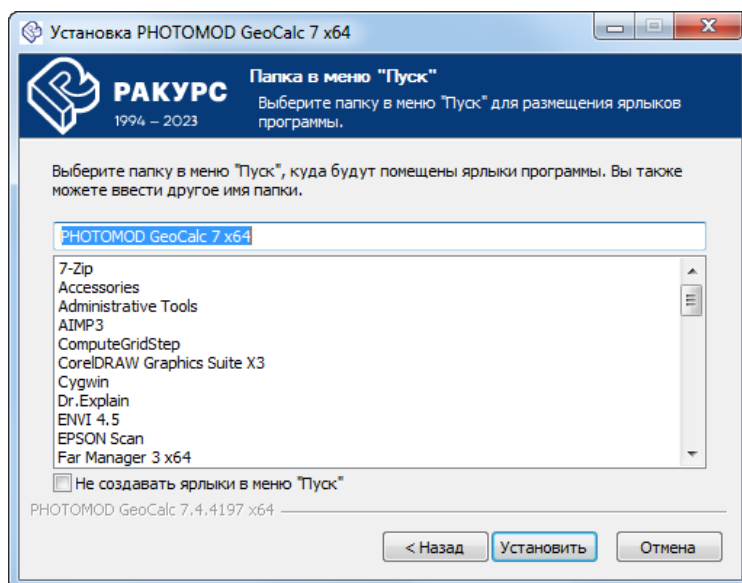 Установка PHOTOMOD GeoCalc 7 x64
РАКУРС
1994 – 2023
Папка в меню "Пуск"
Выберите папку в меню "Пуск" для размещения ярлыков
программы.
Выберите папку в меню "Пуск", куда будут помещены ярлыки программы. Вы также
можете ввести другое имя папки.
PHOTOMOD GeoCalc 7 x64
7-Zip
Accessories
Administrative Tools
AIMP3
ComputeGridStep
CorelDRAW Graphics Suite X3
Cygwin
Dr.Explain
ENVI 4.5
EPSON Scan
Far Manager 3 x64
Не создавать ярлыки в меню "Пуск"
PHOTOMOD GeoCalc 7.4.4197 x64
< Назад
Установить
Отмена